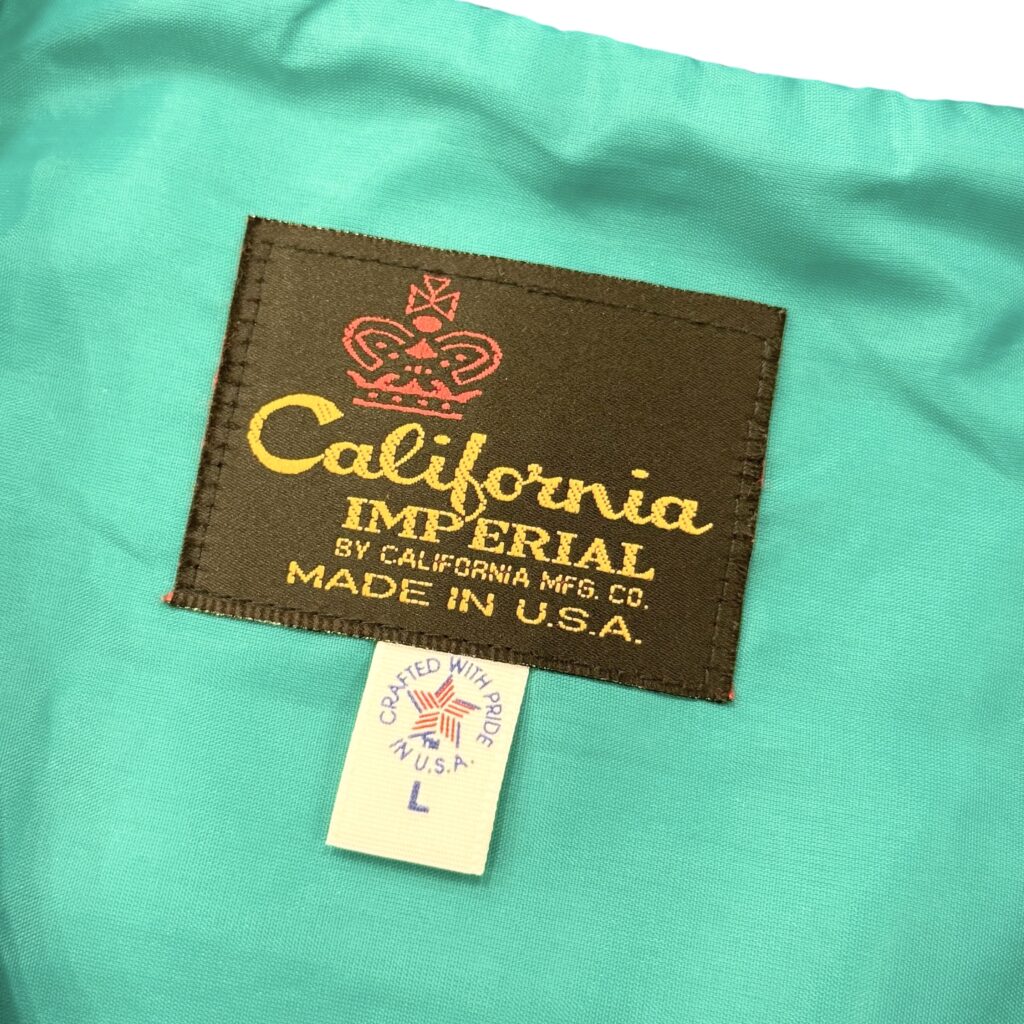 California
IMPERIAL
BY CALIFORNIA MFG. CO.
MADE IN U.S.A.
CRAFTED WITH PRIDE
IN U.S.A.
L